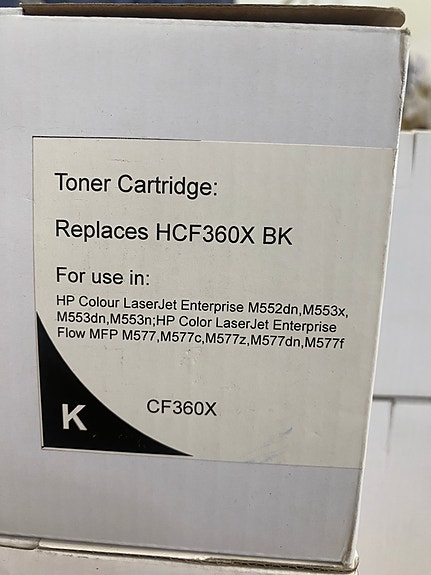 Toner Cartridge:
Replaces HCF360X BK
For use in:
HP Colour LaserJet Enterprise M552dn,M553x,
M553dn,M553n;HP Color LaserJet Enterprise
Flow MFP M577,M577c,M577z,M577dn,M577f
CF360X
K